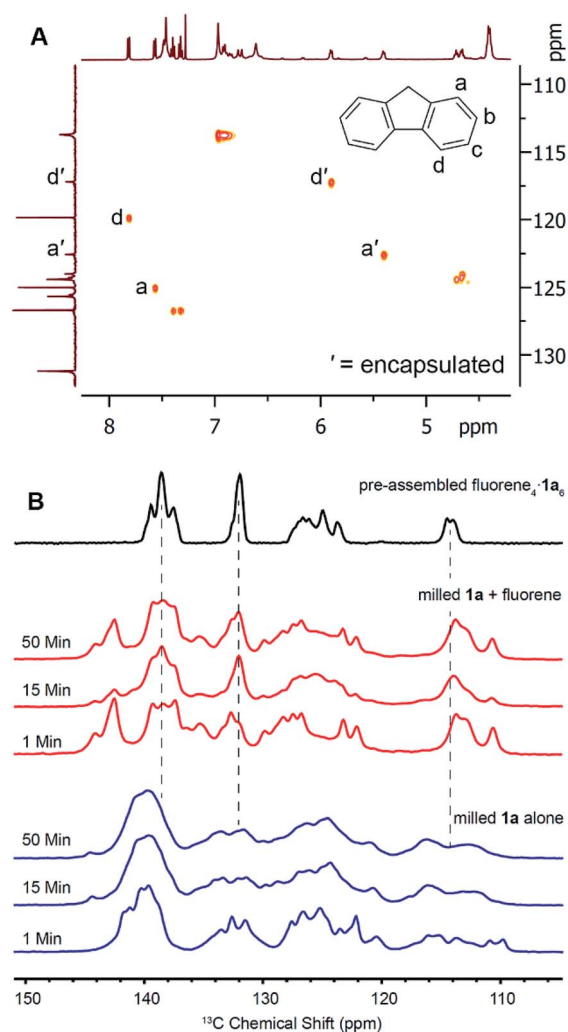 A
ppm
110
a
b
c
d
115
d′
d′
d
120
a′
a′
a
125
′ = encapsulated
130
8
7
6
5
ppm
B
pre-assembled fluorene₄·1a₆
milled 1a + fluorene
50 Min
15 Min
1 Min
milled 1a alone
50 Min
15 Min
1 Min
150
140
130
120
110
¹³C Chemical Shift (ppm)